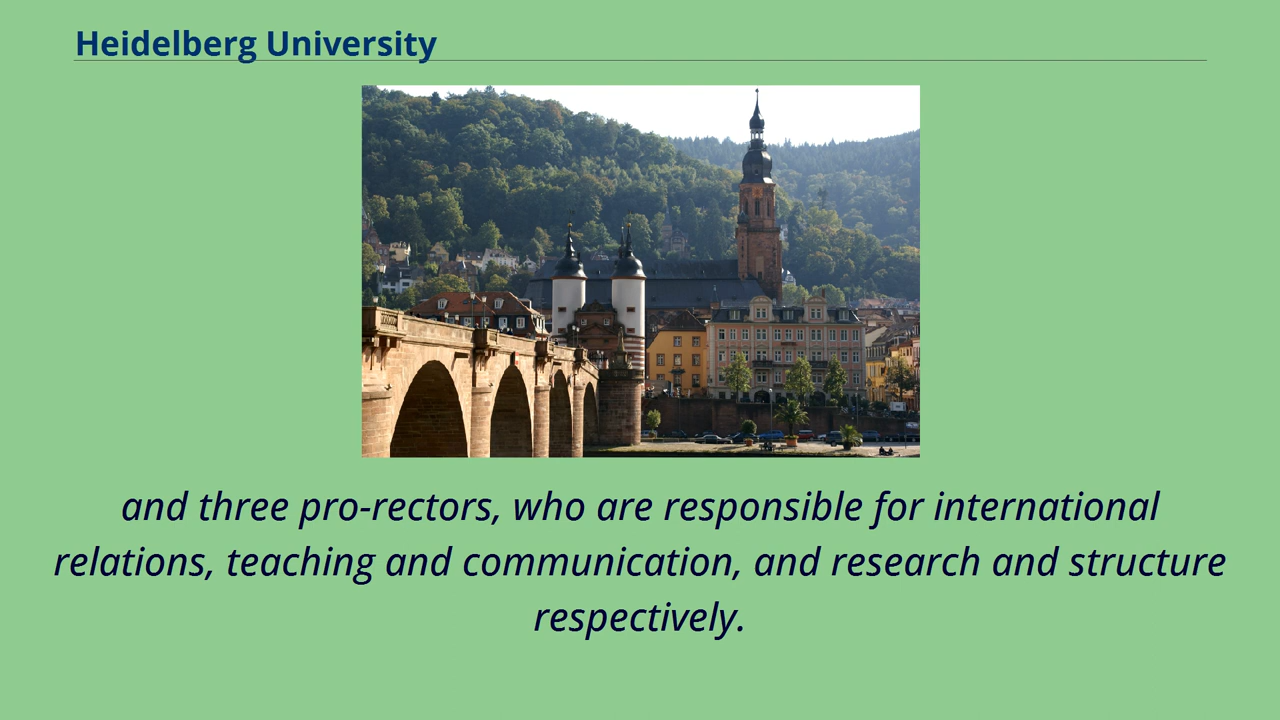 Heidelberg University
and three pro-rectors, who are responsible for international
relations, teaching and communication, and research and structure
respectively.